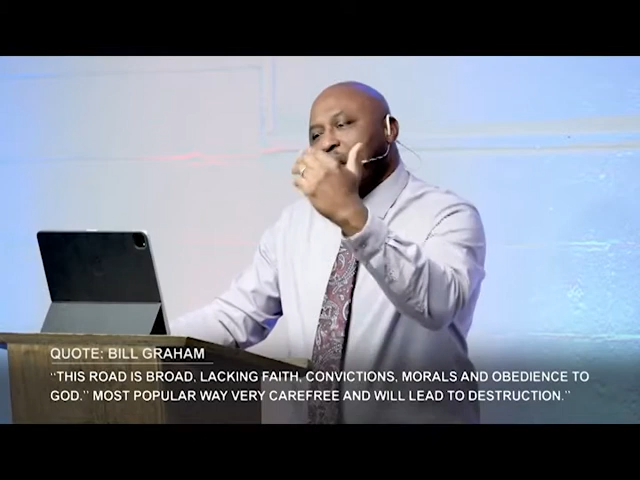 QUOTE: BILL GRAHAM
"THIS ROAD IS BROAD, LACKING FAITH, CONVICTIONS, MORALS AND OBEDIENCE TO
GOD." MOST POPULAR WAY VERY CAREFREE AND WILL LEAD TO DESTRUCTION."